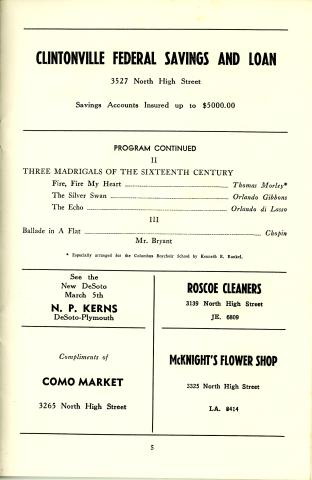 CLINTONVILLE FEDERAL SAVINGS AND LOAN
3527 North High Street
Savings Accounts Insured up to $5000.00
PROGRAM CONTINUED
II
THREE MADRIGALS OF THE SIXTEENTH CENTURY
Fire, Fire My Heart Thomas Morley*
The Silver Swan Orlando Gibbons
The Echo Orlando di Lasso
III
Ballade in A Flat Chopin
Mr. Bryant
* Especially arranged for the Columbus Boychoir School by Kenneth R. Runkel.
See the
New DeSoto
March 5th
N. P. KERNS
DeSoto-Plymouth
ROSCOE CLEANERS
3139 North High Street
JE. 6809
Compliments of
COMO MARKET
3265 North High Street
McKNIGHT'S FLOWER SHOP
3325 North High Street
LA. 8414
5